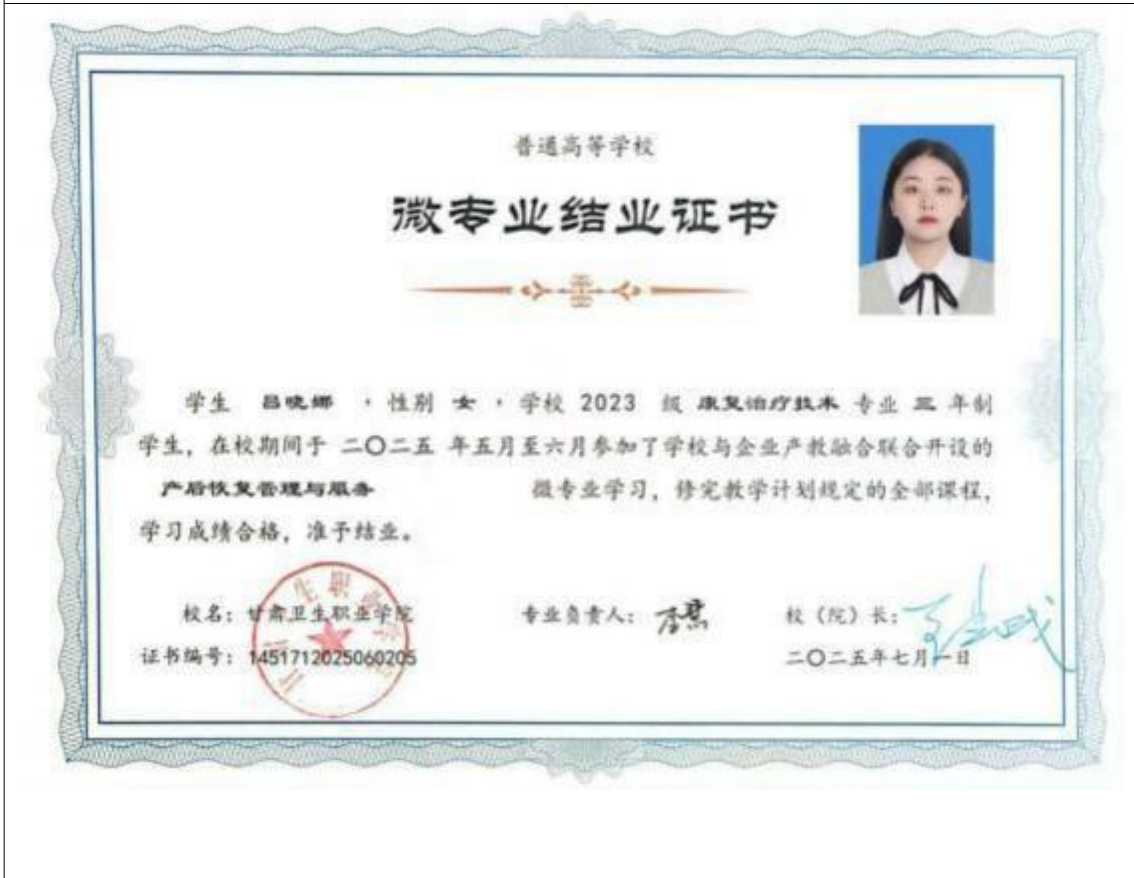 普通高等学校
微专业结业证书
学生 吕晓娜 ，性别 女 ，学校 2023 级 康复治疗技术 专业 三 年制
学生，在校期间于 二〇二五 年五月至六月参加了学校与企业产教融合联合开设的
产后恢复管理与服务 微专业学习，修完教学计划规定的全部课程，
学习成绩合格，准予结业。
校名：甘肃卫生职业学院 专业负责人： 校（院）长：
证书编号：1451712025060205 二〇二五年七月一日